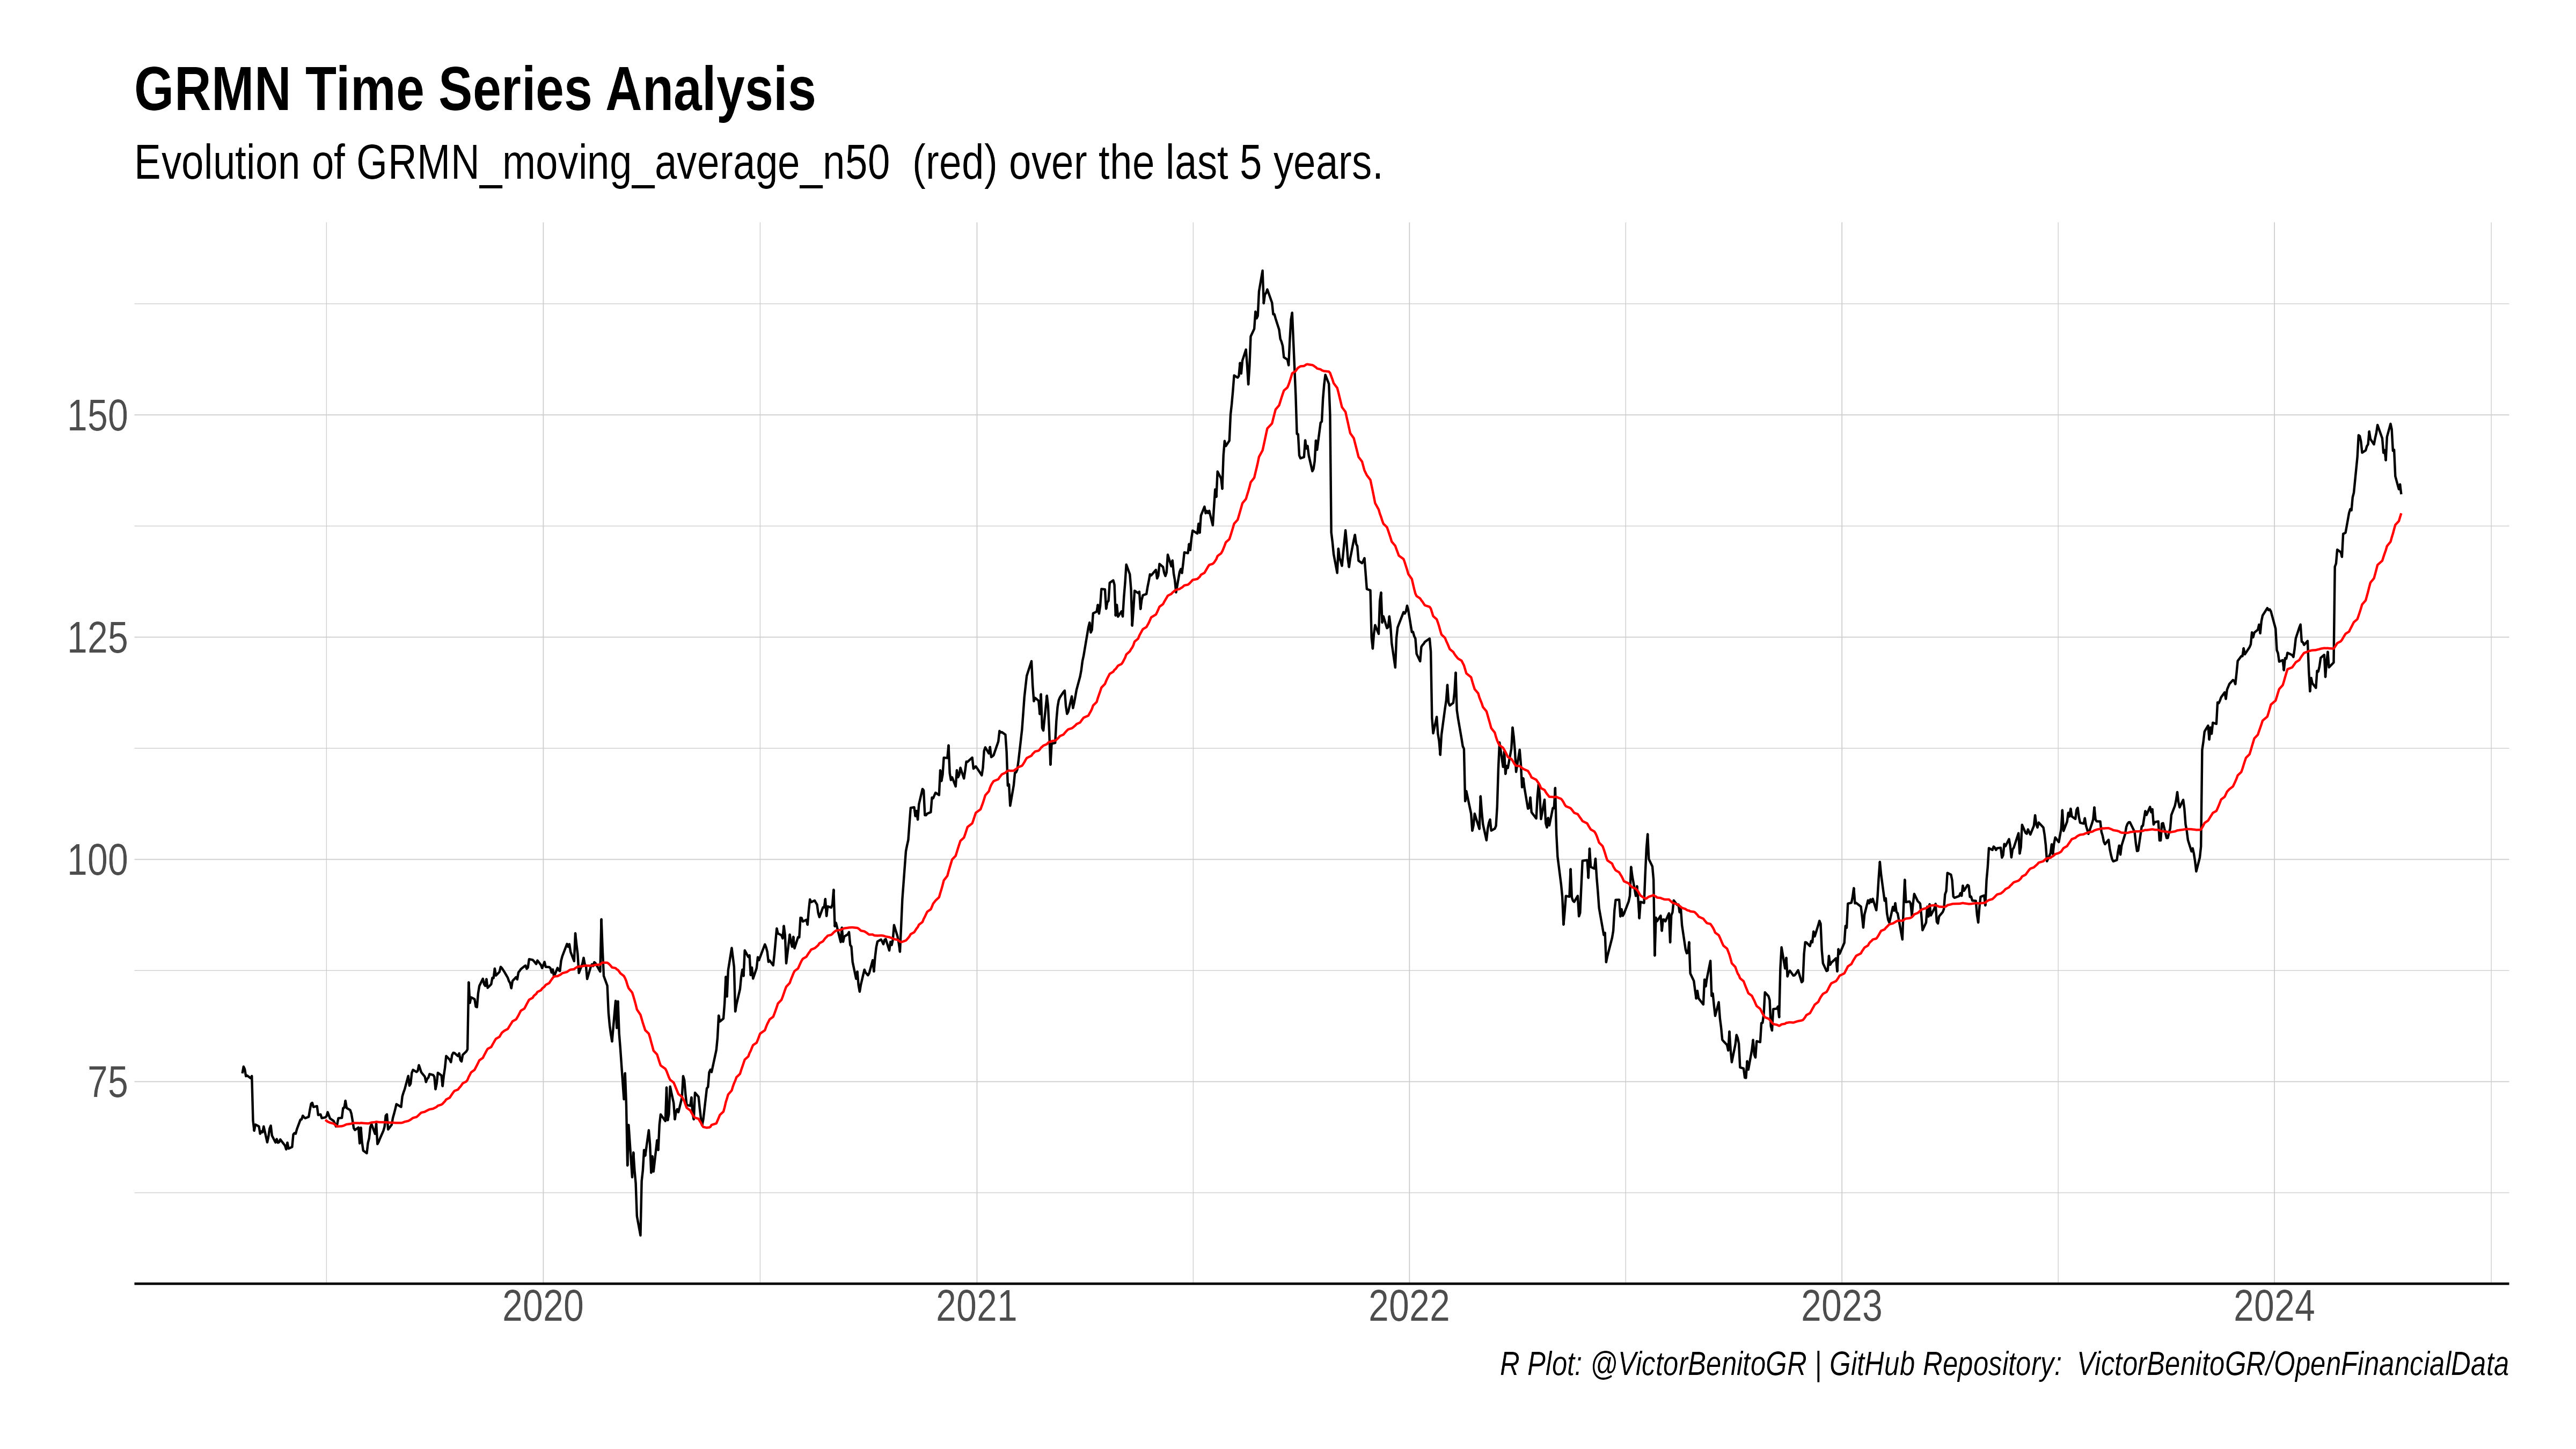 GRMN Time Series Analysis
Evolution of GRMN_moving_average_n50  (red) over the last 5 years.
150
125
100
75
2020 2021 2022 2023 2024
R Plot: @VictorBenitoGR | GitHub Repository:  VictorBenitoGR/OpenFinancialData